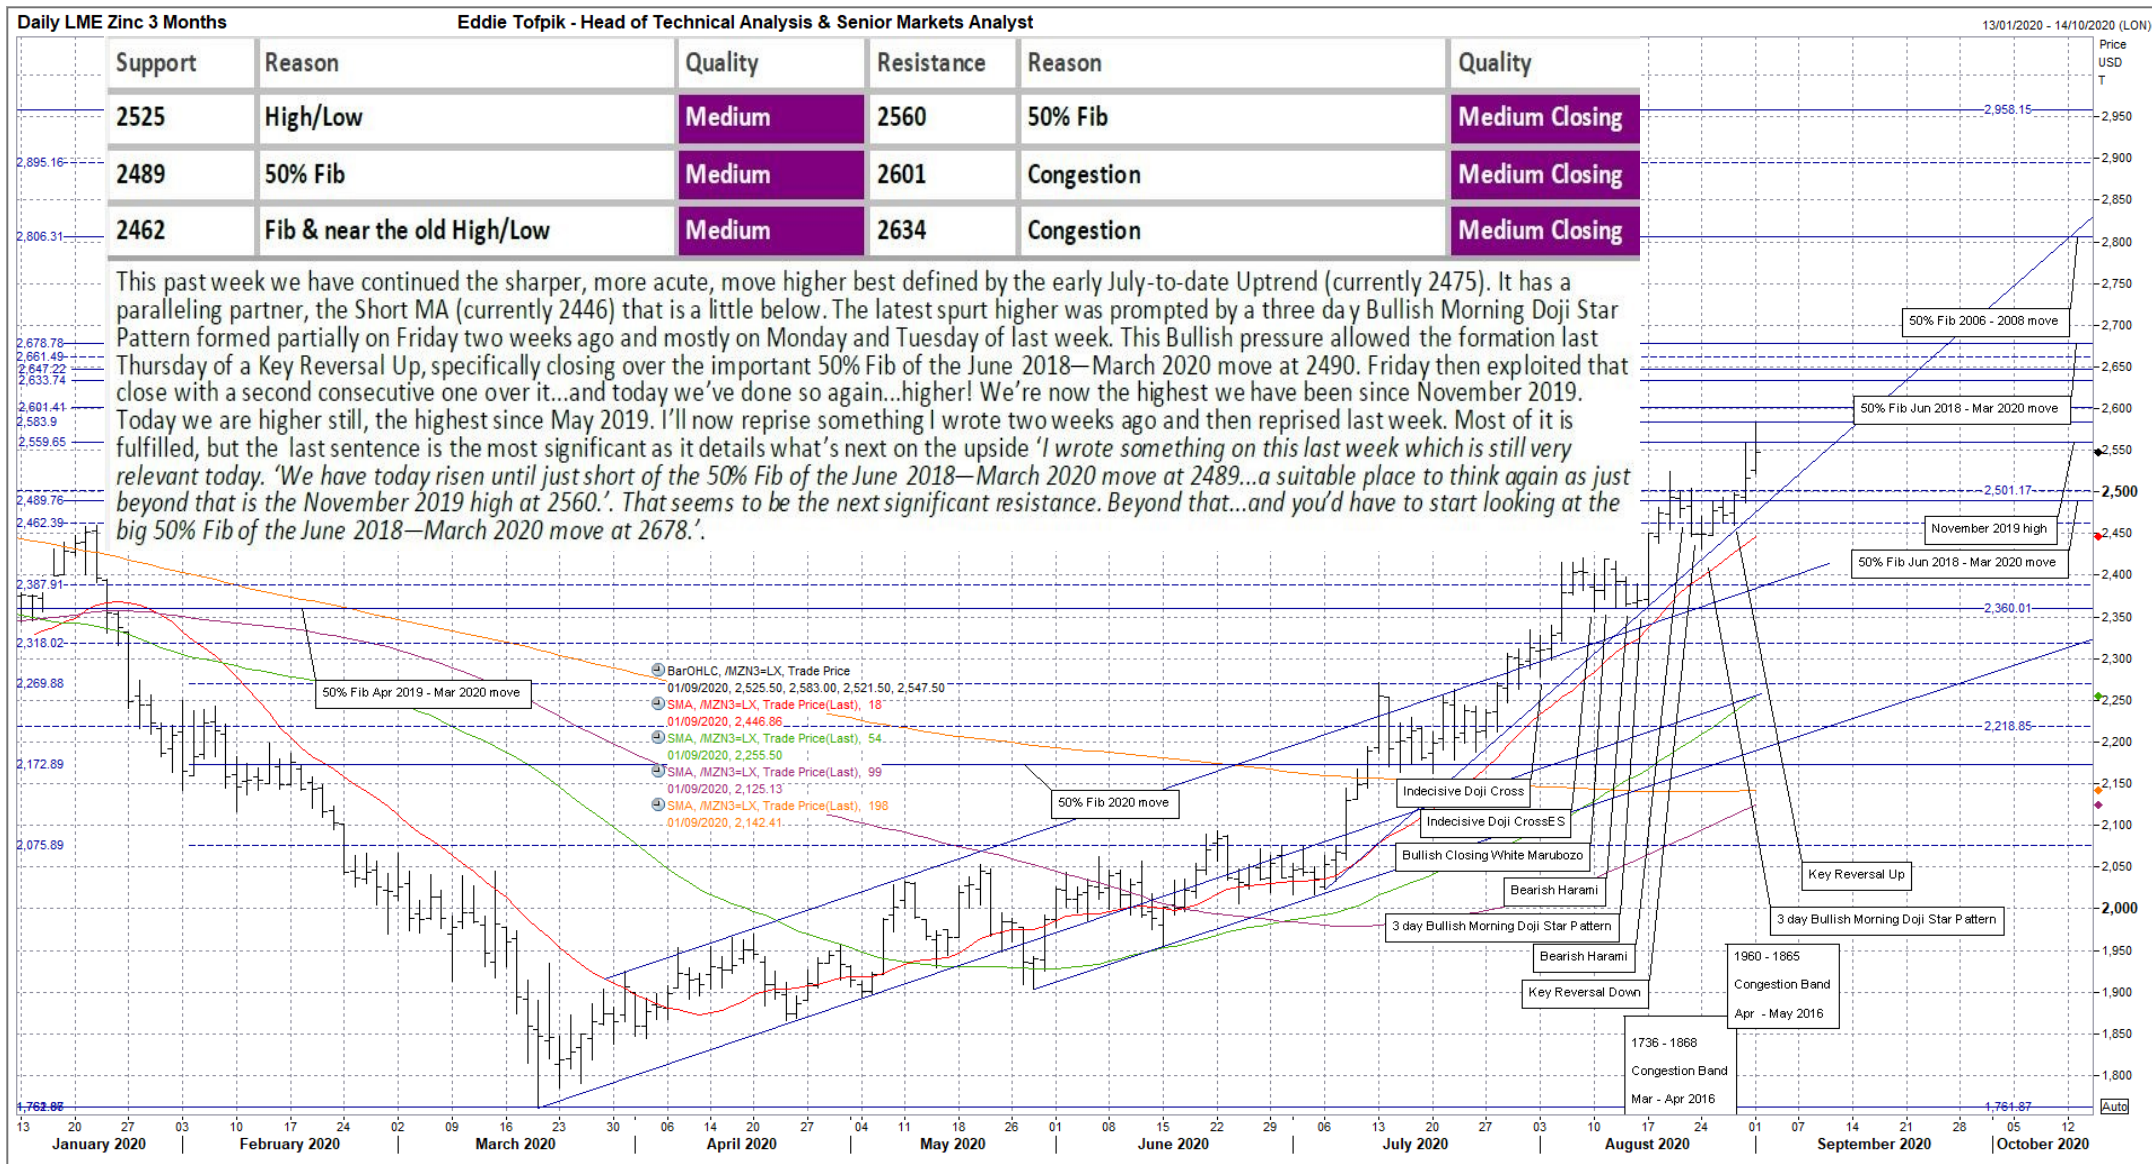 Daily LME Zinc 3 Months
Eddie Tofpik - Head of Technical Analysis & Senior Markets Analyst
13/01/2020 - 14/10/2020 (LON)
Support Reason Quality Resistance Reason Quality
2525 High/Low Medium 2560 50% Fib Medium Closing
2489 50% Fib Medium 2601 Congestion Medium Closing
2462 Fib & near the old High/Low Medium 2634 Congestion Medium Closing
This past week we have continued the sharper, more acute, move higher best defined by the early July-to-date Uptrend (currently 2475). It has a
paralleling partner, the Short MA (currently 2446) that is a little below. The latest spurt higher was prompted by a three day Bullish Morning Doji Star
Pattern formed partially on Friday two weeks ago and mostly on Monday and Tuesday of last week. This Bullish pressure allowed the formation last
Thursday of a Key Reversal Up, specifically closing over the important 50% Fib of the June 2018—March 2020 move at 2490. Friday then exploited that
close with a second consecutive one over it...and today we've done so again...higher! We're now the highest we have been since November 2019.
Today we are higher still, the highest since May 2019. I'll now reprise something I wrote two weeks ago and then reprised last week. Most of it is
fulfilled, but the last sentence is the most significant as it details what's next on the upside 'I wrote something on this last week which is still very
relevant today. 'We have today risen until just short of the 50% Fib of the June 2018—March 2020 move at 2489...a suitable place to think again as just
beyond that is the November 2019 high at 2560.'. That seems to be the next significant resistance. Beyond that...and you'd have to start looking at the
big 50% Fib of the June 2018—March 2020 move at 2678.'.
2,895.16
2,806.31
2,678.78
2,661.49
2,647.22
2,633.74
2,601.41
2,583.9
2,559.65
2,489.76
2,462.39
2,387.91
2,318.02
2,269.88
2,172.89
2,075.89
2,958.15
2,501.17
2,360.01
2,218.85
1,761.87
Price
USD
T
2,950
2,900
2,850
2,800
2,750
2,700
2,650
2,600
2,550
2,500
2,450
2,400
2,350
2,300
2,250
2,200
2,150
2,100
2,050
2,000
1,950
1,900
1,850
1,800
Auto
50% Fib 2006 - 2008 move
50% Fib Jun 2018 - Mar 2020 move
November 2019 high
50% Fib Jun 2018 - Mar 2020 move
50% Fib Apr 2019 - Mar 2020 move
BarOHLC, /MZN3=LX, Trade Price
01/09/2020, 2,525.50, 2,583.00, 2,521.50, 2,547.50
SMA, /MZN3=LX, Trade Price(Last), 18
01/09/2020, 2,446.86
SMA, /MZN3=LX, Trade Price(Last), 54
01/09/2020, 2,255.50
SMA, /MZN3=LX, Trade Price(Last), 99
01/09/2020, 2,125.13
SMA, /MZN3=LX, Trade Price(Last), 198
01/09/2020, 2,142.41
50% Fib 2020 move
Indecisive Doji Cross
Indecisive Doji CrossES
Bullish Closing White Marubozo
Bearish Harami
3 day Bullish Morning Doji Star Pattern
Bearish Harami
Key Reversal Down
Key Reversal Up
3 day Bullish Morning Doji Star Pattern
1960 - 1865
Congestion Band
Apr - May 2016
1736 - 1868
Congestion Band
Mar - Apr 2016
13 20 27 03 10 17 24 02 09 16 23 30 06 14 20 27 04 11 18 26 01 08 15 22 29 06 13 20 27 03 10 17 24 01 07 14 21 28 05 12
January 2020 February 2020 March 2020 April 2020 May 2020 June 2020 July 2020 August 2020 September 2020 October 2020